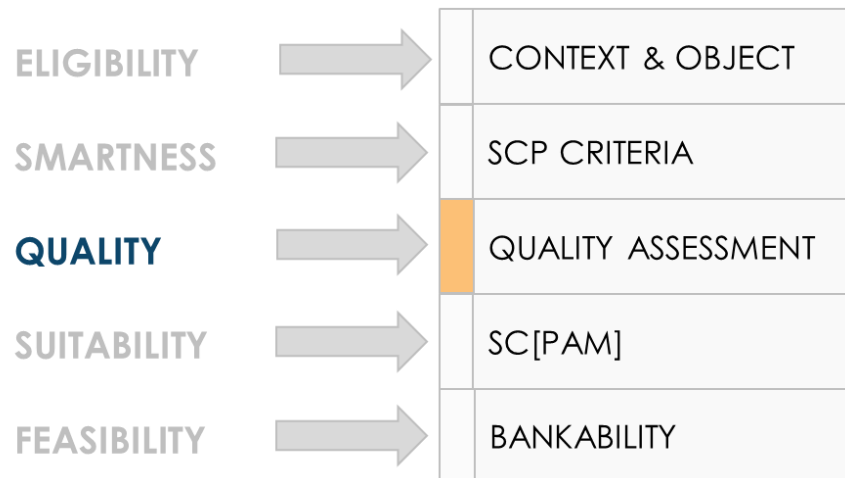 ELIGIBILITY CONTEXT & OBJECT
SMARTNESS SCP CRITERIA
QUALITY QUALITY ASSESSMENT
SUITABILITY SC[PAM]
FEASIBILITY BANKABILITY